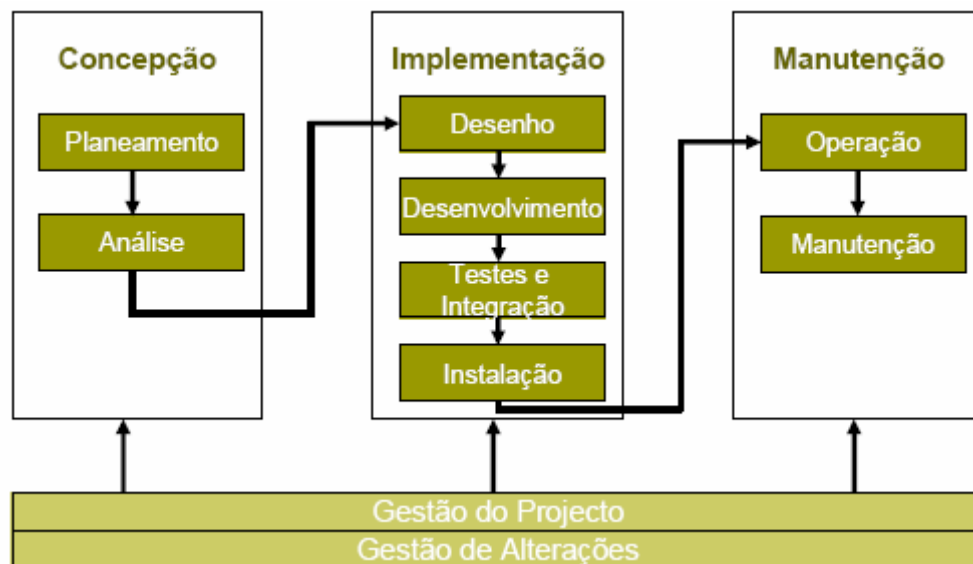 Concepção
Planeamento
Análise
Implementação
Desenho
Desenvolvimento
Testes e
Integração
Instalação
Manutenção
Operação
Manutenção
Gestão do Projecto
Gestão de Alterações